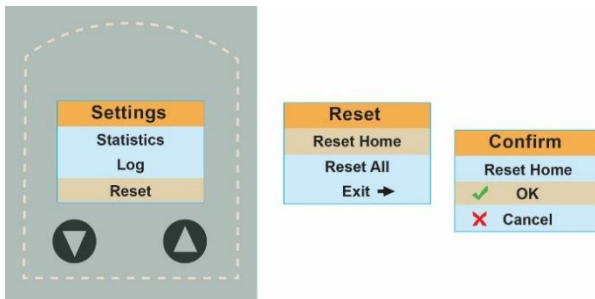 Settings
Statistics
Log
Reset
Reset
Reset Home
Reset All
Exit
Confirm
Reset Home
OK
Cancel